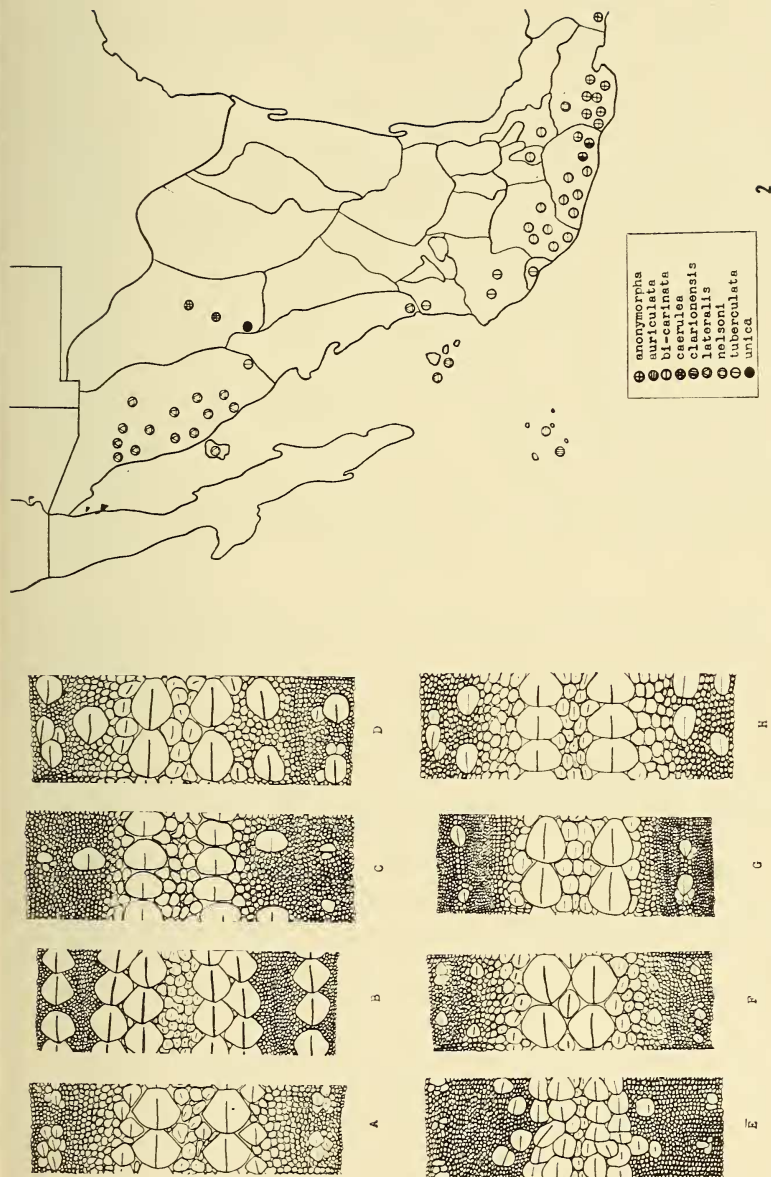 anonymorpha
auriculata
bi-carinata
caerulea
clarionensis
lateralis
nelsoni
tuberculata
unica
2
A
B
C
D
E
F
G
H